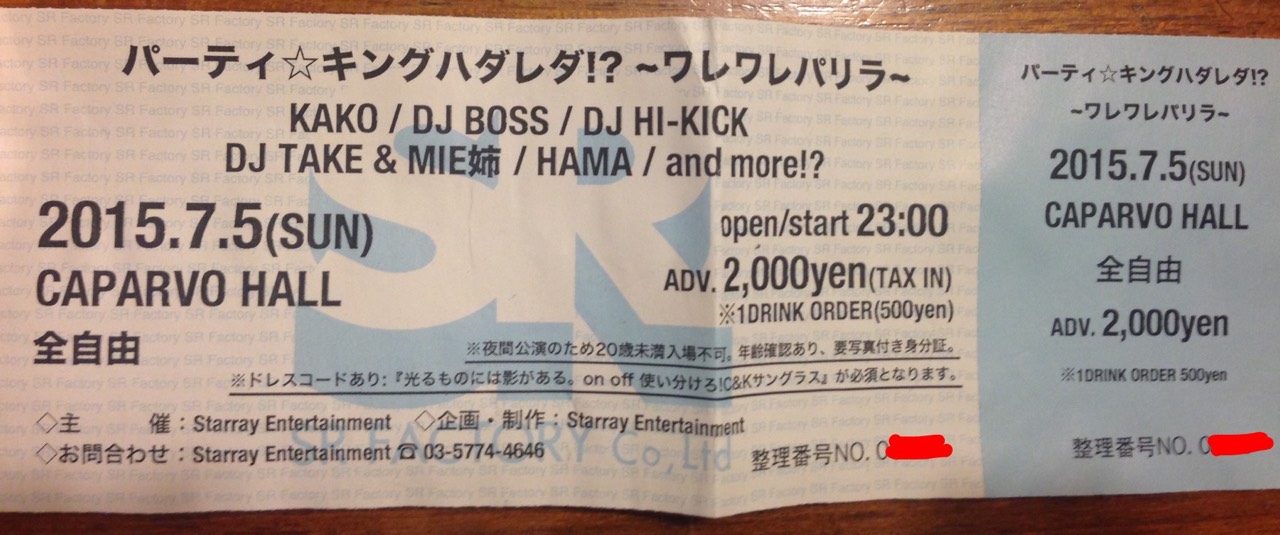 パーティ☆キングハダレダ!? ~ワレワレパリラ~
KAKO / DJ BOSS / DJ HI-KICK
DJ TAKE & MIE姉 / HAMA / and more!?
2015.7.5(SUN)
CAPARVO HALL
全自由
open/start 23:00
ADV. 2,000yen(TAX IN)
※1DRINK ORDER(500yen)
※夜間公演のため20歳未満入場不可。年齢確認あり、要写真付き身分証。
※ドレスコードあり:『光るものには影がある。on off 使い分けろ!C&Kサングラス』が必須となります。
◇主 催:Starray Entertainment ◇企画・制作:Starray Entertainment
◇お問合わせ:Starray Entertainment ☎ 03-5774-4646
整理番号NO. 0
SR
SR FACTORY Co,Ltd
パーティ☆キングハダレダ!?
~ワレワレパリラ~
2015.7.5(SUN)
CAPARVO HALL
全自由
ADV. 2,000yen
※1DRINK ORDER 500yen
整理番号NO. 0